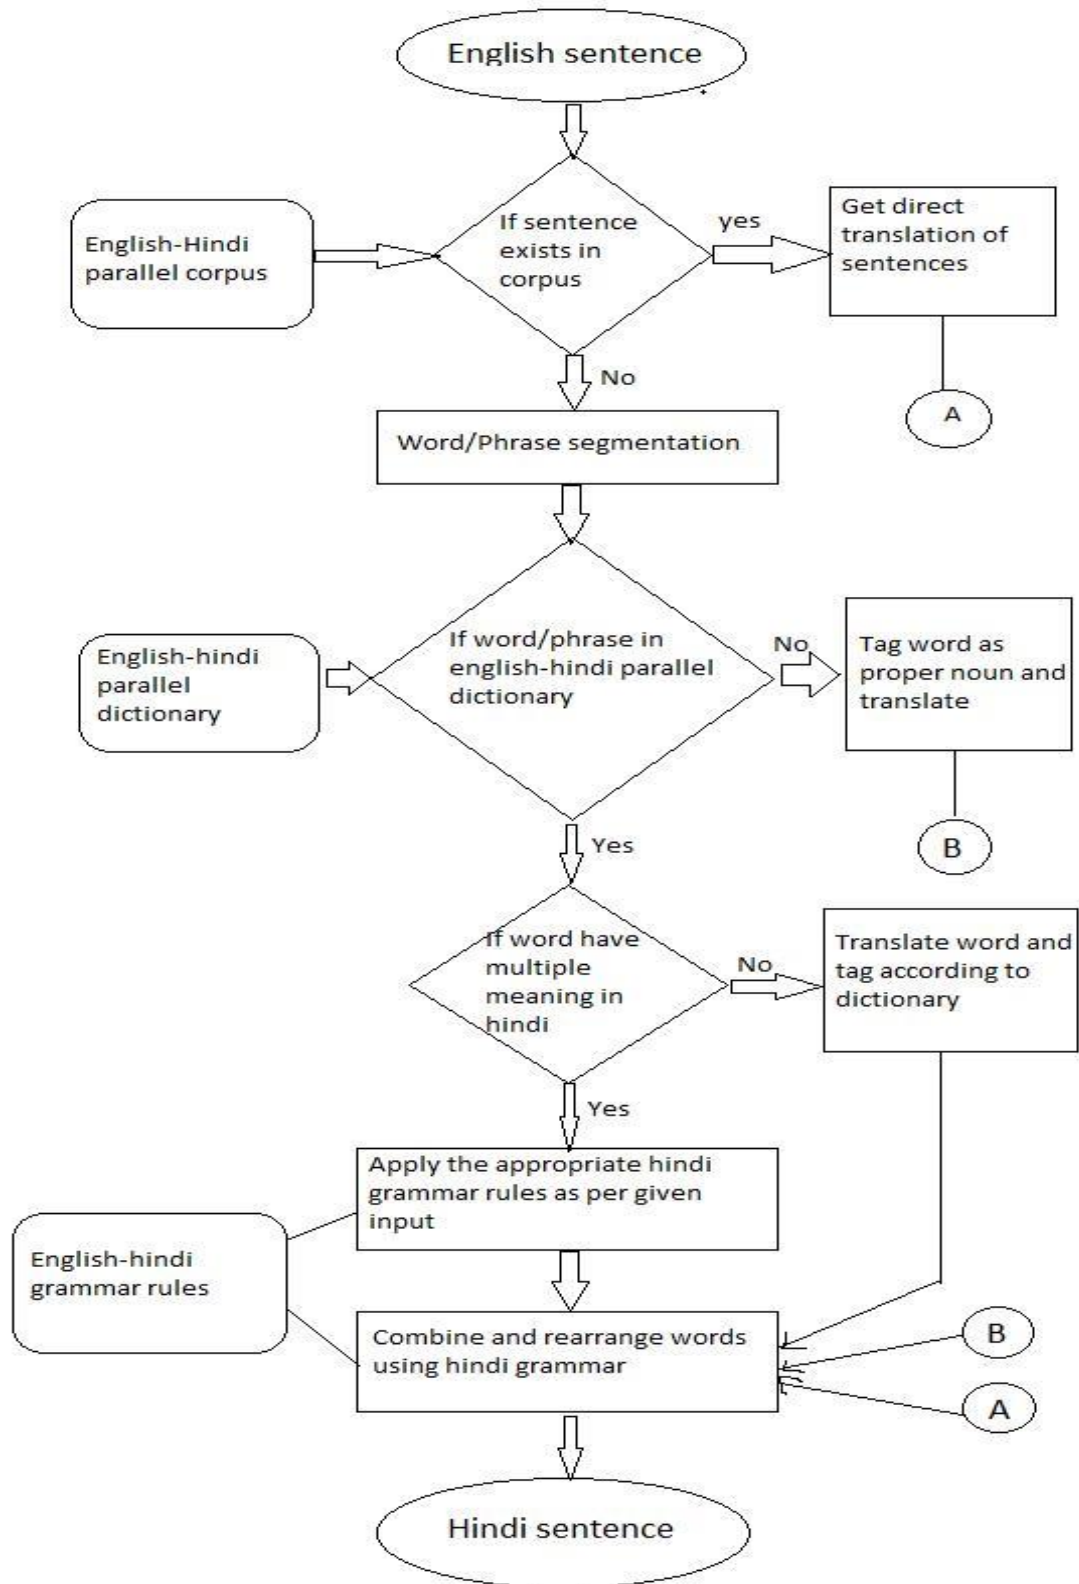 English sentence
If sentence
exists in
corpus
yes
Get direct
translation of
sentences
English-Hindi
parallel corpus
No
A
Word/Phrase segmentation
If word/phrase in
english-hindi parallel
dictionary
No
Tag word as
proper noun and
translate
English-hindi
parallel
dictionary
B
Yes
If word have
multiple
meaning in
hindi
No
Translate word and
tag according to
dictionary
Yes
Apply the appropriate hindi
grammar rules as per given
input
English-hindi
grammar rules
Combine and rearrange words
using hindi grammar
B
A
Hindi sentence